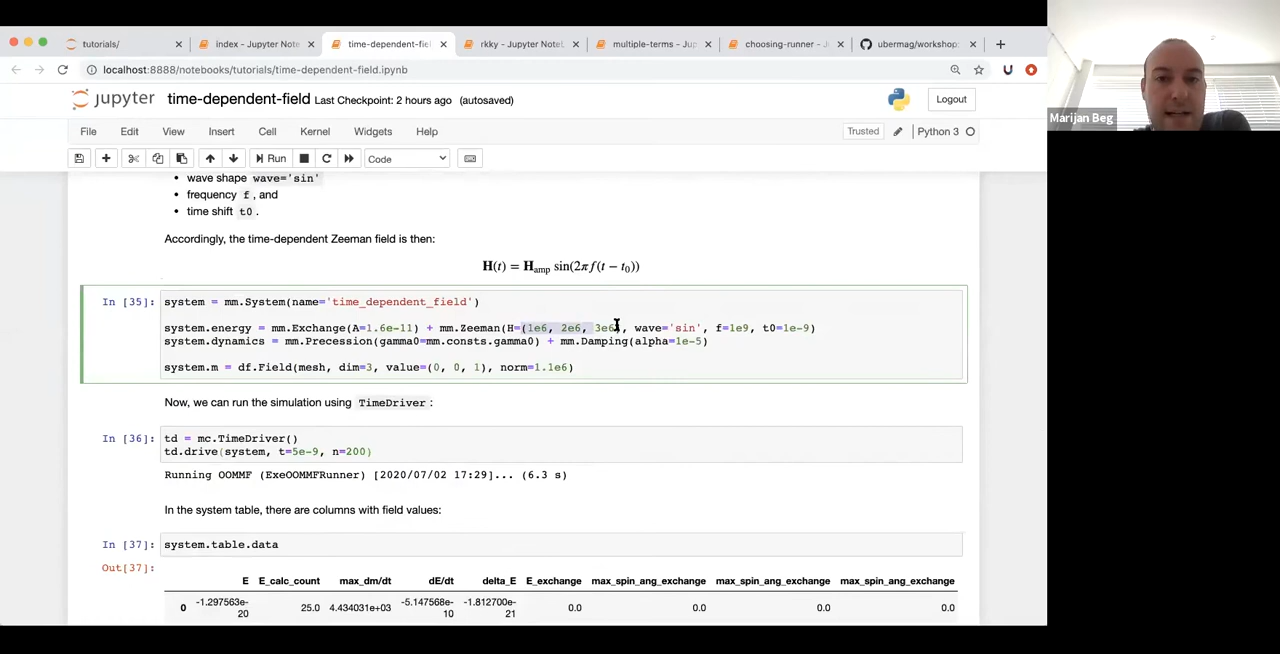 tutorials/
index - Jupyter Note
time-dependent-fiel
rkky - Jupyter Noteb
multiple-terms - Jup
choosing-runner - J
ubermag/workshop:
localhost:8888/notebooks/tutorials/time-dependent-field.ipynb
Marijan Beg
jupyter time-dependent-field Last Checkpoint: 2 hours ago (autosaved)
Logout
File Edit View Insert Cell Kernel Widgets Help
Trusted Python 3
Run Code
• wave shape wave='sin'
• frequency f, and
• time shift t0.
Accordingly, the time-dependent Zeeman field is then:
H(t) = H_amp sin(2πf(t − t₀))
In [35]: system = mm.System(name='time_dependent_field')
system.energy = mm.Exchange(A=1.6e-11) + mm.Zeeman(H=(1e6, 2e6, 3e6), wave='sin', f=1e9, t0=1e-9)
system.dynamics = mm.Precession(gamma0=mm.consts.gamma0) + mm.Damping(alpha=1e-5)
system.m = df.Field(mesh, dim=3, value=(0, 0, 1), norm=1.1e6)
Now, we can run the simulation using TimeDriver:
In [36]: td = mc.TimeDriver()
td.drive(system, t=5e-9, n=200)
Running OOMMF (ExeOOMMFRunner) [2020/07/02 17:29]... (6.3 s)
In the system table, there are columns with field values:
In [37]: system.table.data
Out[37]:
E E_calc_count max_dm/dt dE/dt delta_E E_exchange max_spin_ang_exchange max_spin_ang_exchange max_spin_ang_exchange
0 -1.297563e-20 25.0 4.434031e+03 -5.147568e-10 -1.812700e-21 0.0 0.0 0.0 0.0